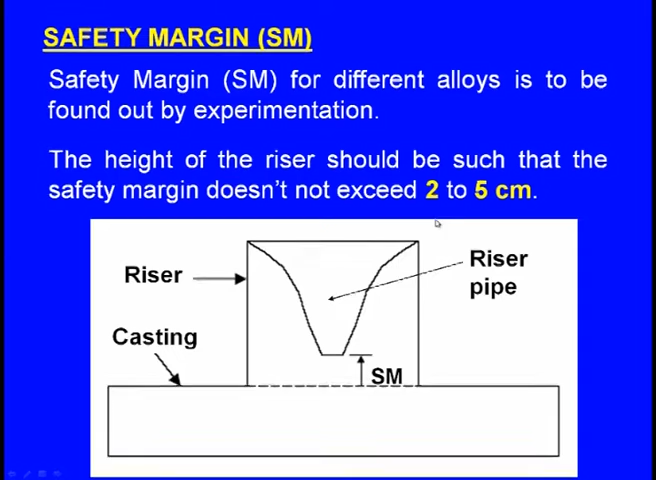 SAFETY MARGIN (SM)
Safety Margin (SM) for different alloys is to be
found out by experimentation.
The height of the riser should be such that the
safety margin doesn't not exceed 2 to 5 cm.
Riser
Riser
pipe
Casting
SM